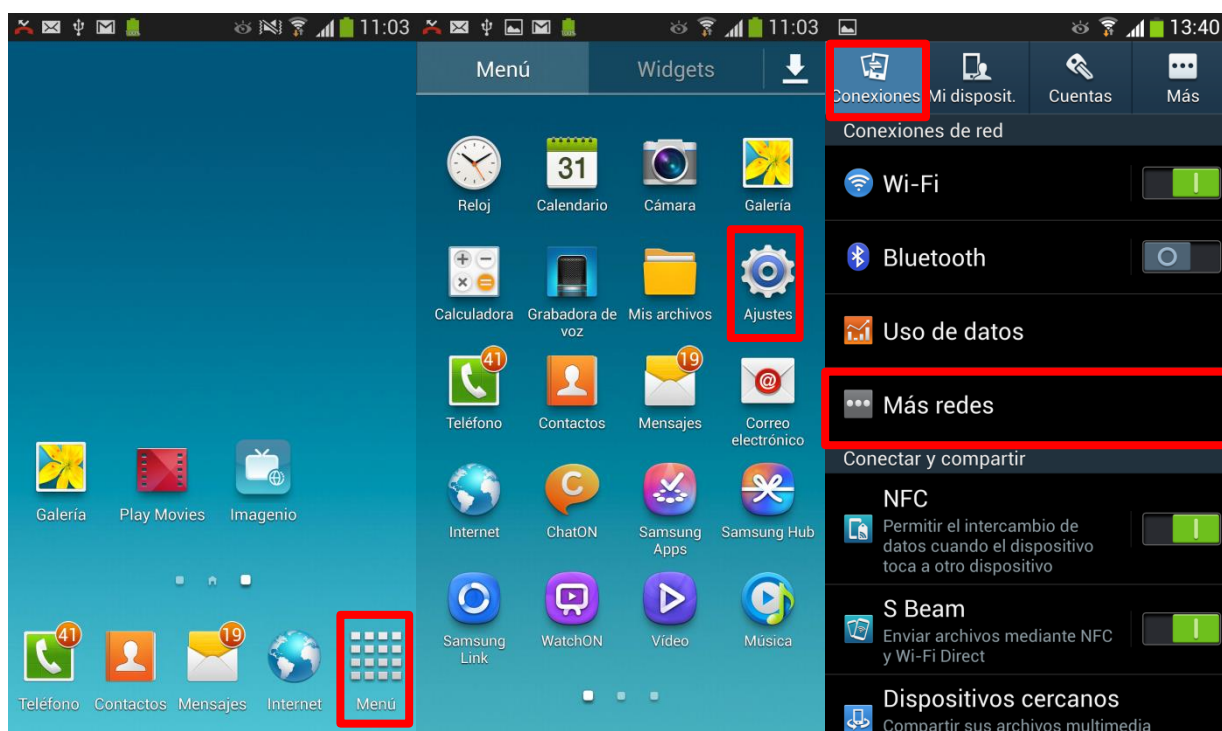 11:03
Galería
Play Movies
Imagenio
41
19
Teléfono
Contactos
Mensajes
Internet
Menú
11:03
Menú
Widgets
31
Reloj
Calendario
Cámara
Galería
Calculadora
Grabadora de
voz
Mis archivos
Ajustes
41
19
@
Teléfono
Contactos
Mensajes
Correo
electrónico
C
Internet
ChatON
Samsung
Apps
Samsung Hub
Samsung
Link
WatchON
Vídeo
Música
13:40
Conexiones
Mi disposit.
Cuentas
Más
Conexiones de red
Wi-Fi
Bluetooth
Uso de datos
Más redes
Conectar y compartir
NFC
Permitir el intercambio de
datos cuando el dispositivo
toca a otro dispositivo
S Beam
Enviar archivos mediante NFC
y Wi-Fi Direct
Dispositivos cercanos
Compartir sus archivos multimedia